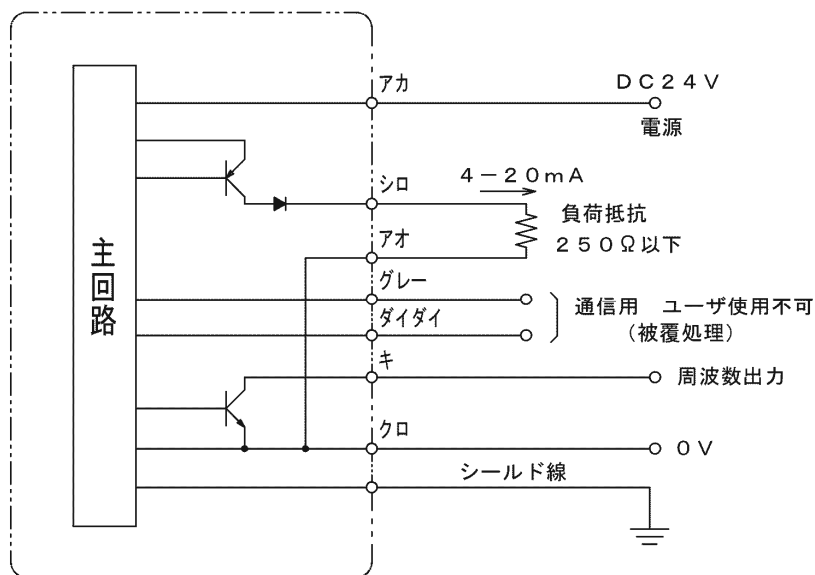 アカ
DC24V
電源
シロ
4-20mA
負荷抵抗
250Ω以下
アオ
グレー
通信用 ユーザ使用不可
ダイダイ
(被覆処理)
キ
周波数出力
主回路
クロ
0V
シールド線